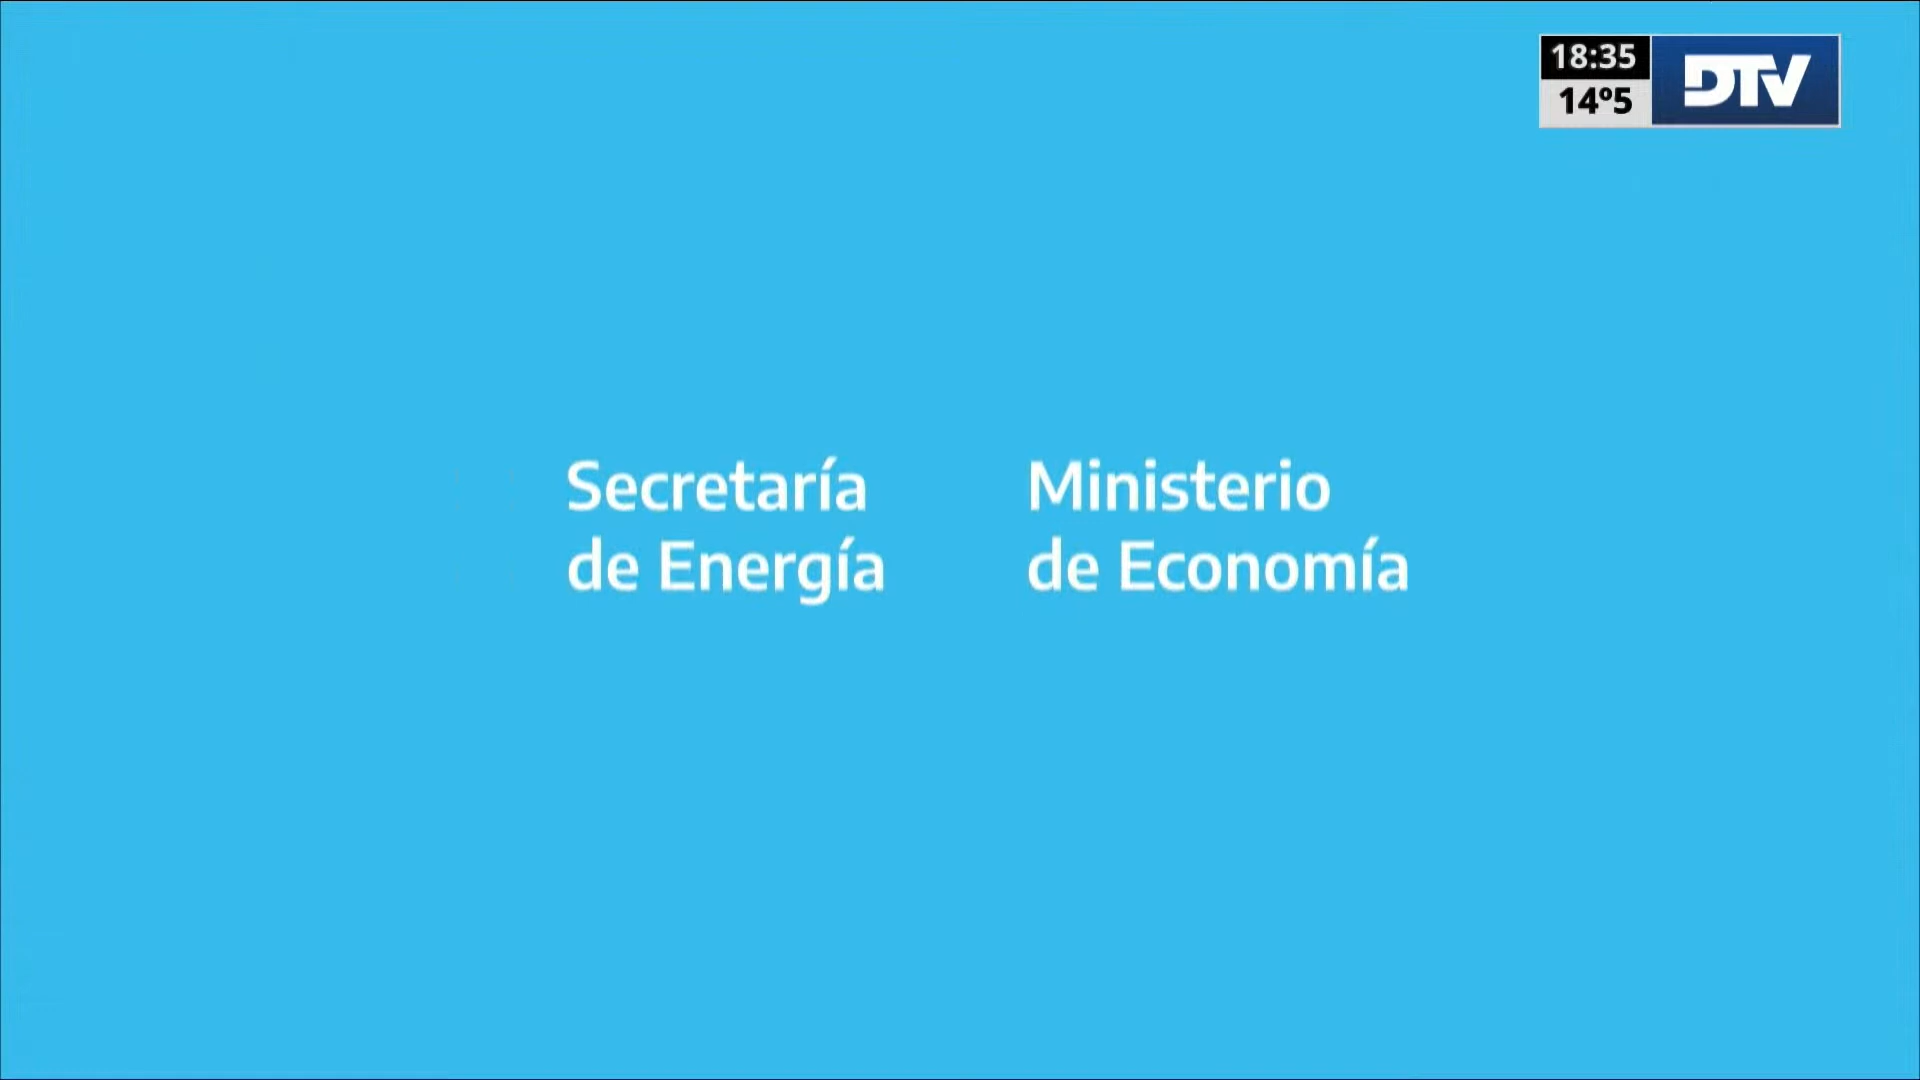 18:35
14º5
DTV
Secretaría
de Energía
Ministerio
de Economía